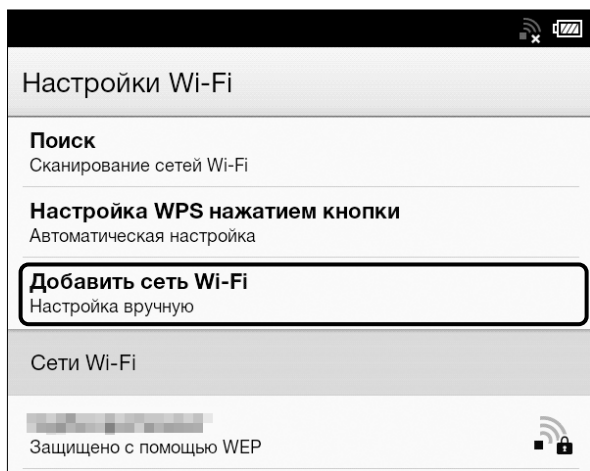 Настройки Wi-Fi
Поиск
Сканирование сетей Wi-Fi
Настройка WPS нажатием кнопки
Автоматическая настройка
Добавить сеть Wi-Fi
Настройка вручную
Сети Wi-Fi
Защищено с помощью WEP